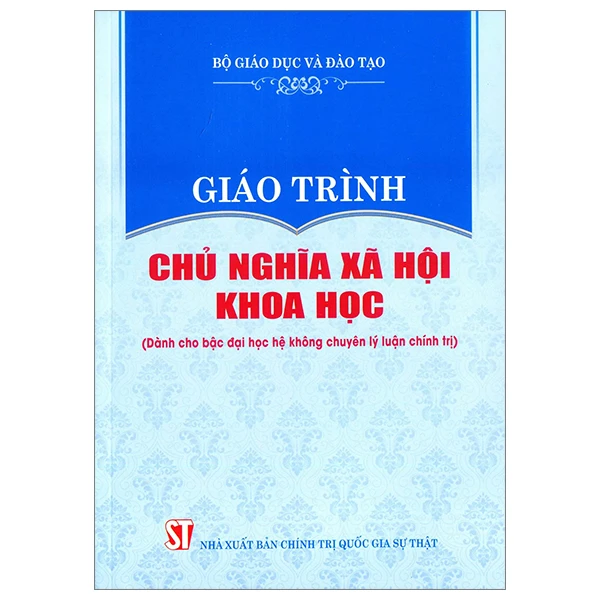 BỘ GIÁO DỤC VÀ ĐÀO TẠO
GIÁO TRÌNH
CHỦ NGHĨA XÃ HỘI
KHOA HỌC
(Dành cho bậc đại học hệ không chuyên lý luận chính trị)
ST
NHÀ XUẤT BẢN CHÍNH TRỊ QUỐC GIA SỰ THẬT